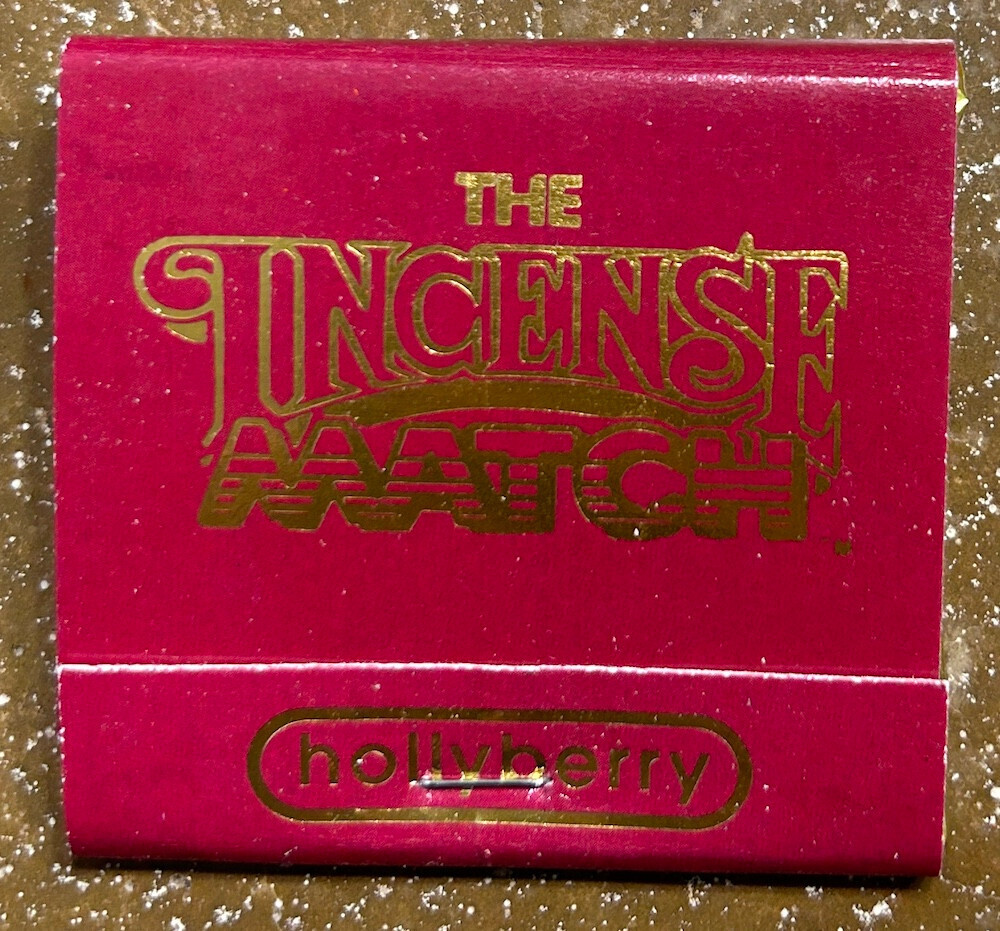 THE
INCENSE
MATCH
hollyberry